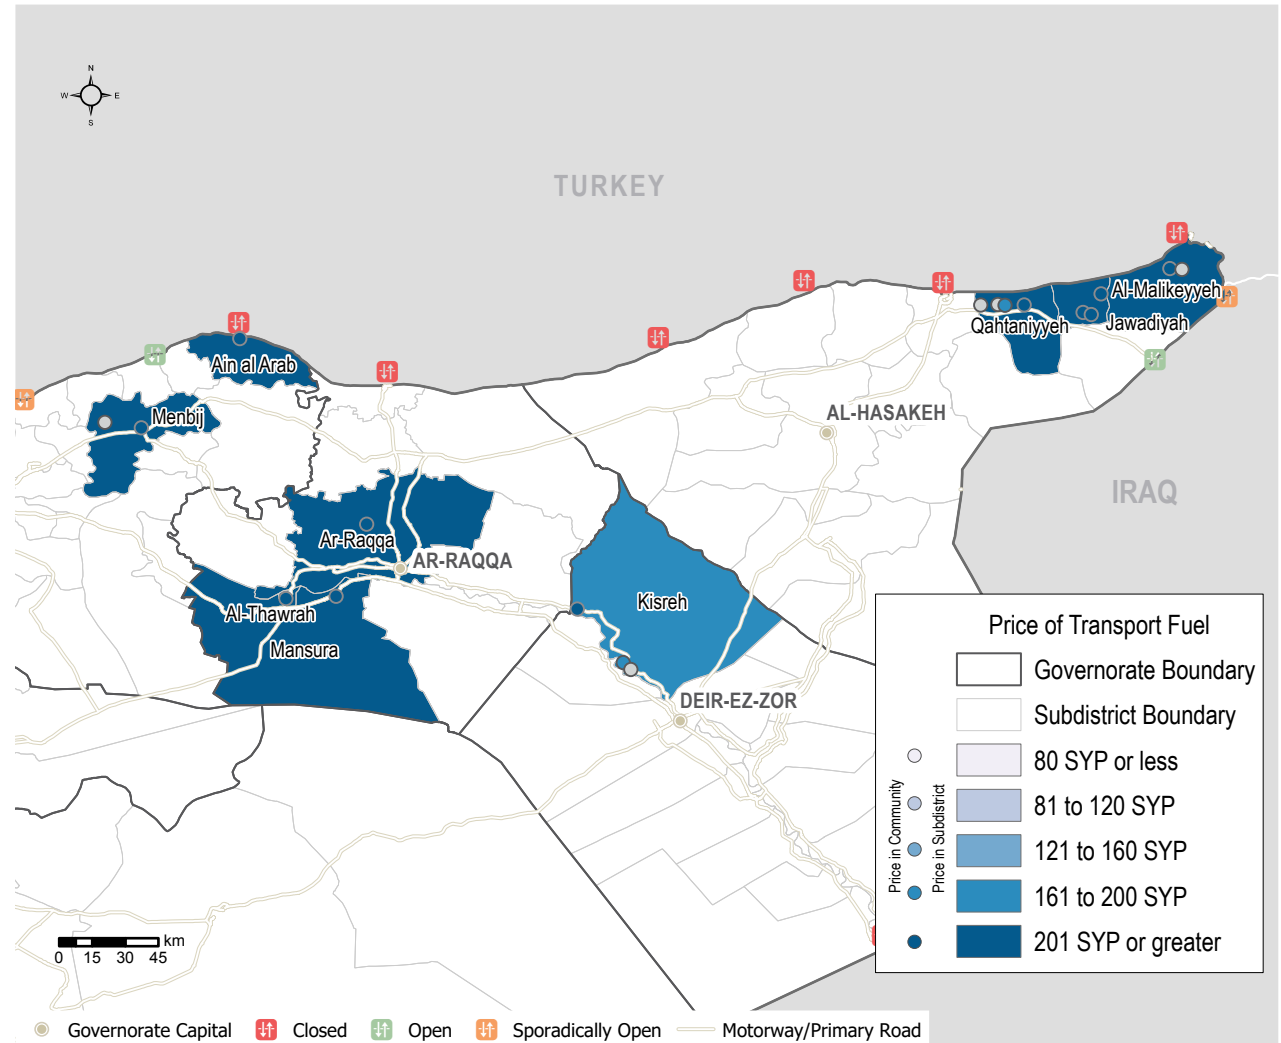 N
W E
S
TURKEY
Al-Malikeyyeh
Qahtaniyyeh
Jawadiyah
Ain al Arab
Menbij
AL-HASAKEH
IRAQ
Ar-Raqqa
AR-RAQQA
Kisreh
Al-Thawrah
Mansura
DEIR-EZ-ZOR
Price of Transport Fuel
Governorate Boundary
Subdistrict Boundary
Price in Community
Price in Subdistrict
80 SYP or less
81 to 120 SYP
121 to 160 SYP
161 to 200 SYP
201 SYP or greater
km
0 15 30 45
Governorate Capital Closed Open Sporadically Open Motorway/Primary Road